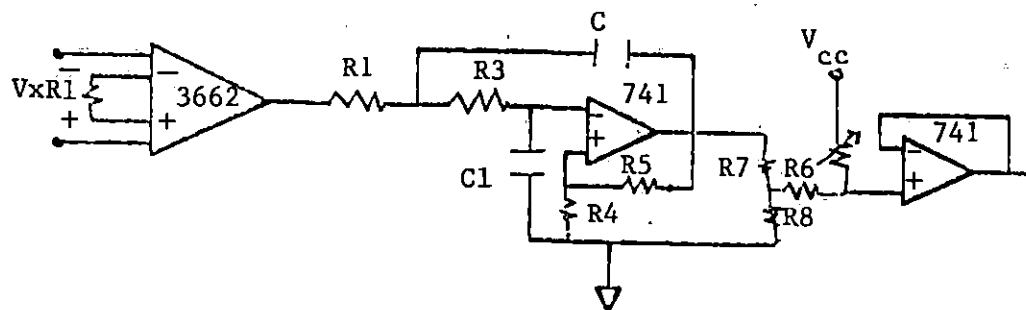 C
V
cc
R1
R3
741
741
VxR1
3662
−
+
−
+
−
+
−
+
R5
R7
R6
C1
R4
R8